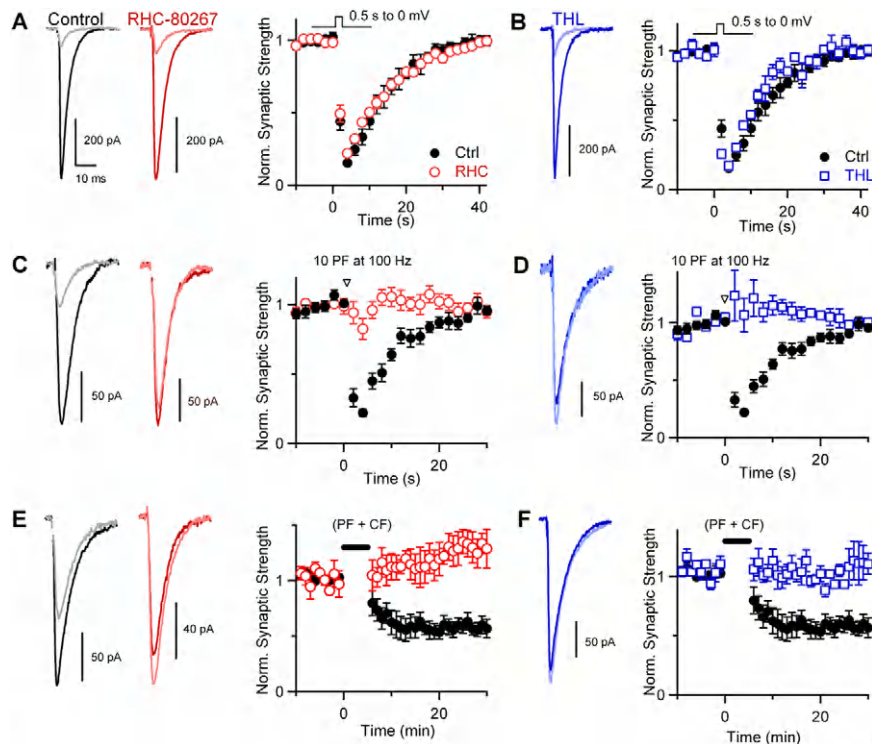 A
Control
RHC-80267
200 pA
10 ms
200 pA
0.5 s to 0 mV
Norm. Synaptic Strength
1
0
Ctrl
RHC
0
20
40
Time (s)
B
THL
200 pA
0.5 s to 0 mV
Norm. Synaptic Strength
1
0
Ctrl
THL
0
20
40
Time (s)
C
50 pA
50 pA
10 PF at 100 Hz
Norm. Synaptic Strength
1
0
0
20
Time (s)
D
50 pA
10 PF at 100 Hz
Norm. Synaptic Strength
1
0
0
20
Time (s)
E
50 pA
40 pA
(PF + CF)
Norm. Synaptic Strength
1
0
0
20
Time (min)
F
50 pA
(PF + CF)
Norm. Synaptic Strength
1
0
0
20
Time (min)